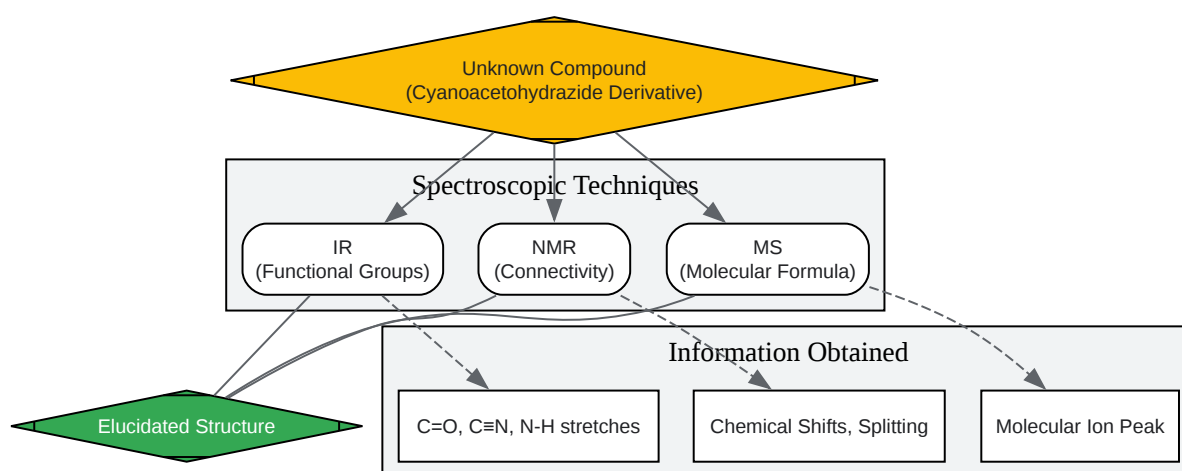 Unknown Compound
(Cyanoacetohydrazide Derivative)
Spectroscopic Techniques
IR
(Functional Groups)
NMR
(Connectivity)
MS
(Molecular Formula)
Information Obtained
Elucidated Structure
C=O, C≡N, N-H stretches
Chemical Shifts, Splitting
Molecular Ion Peak